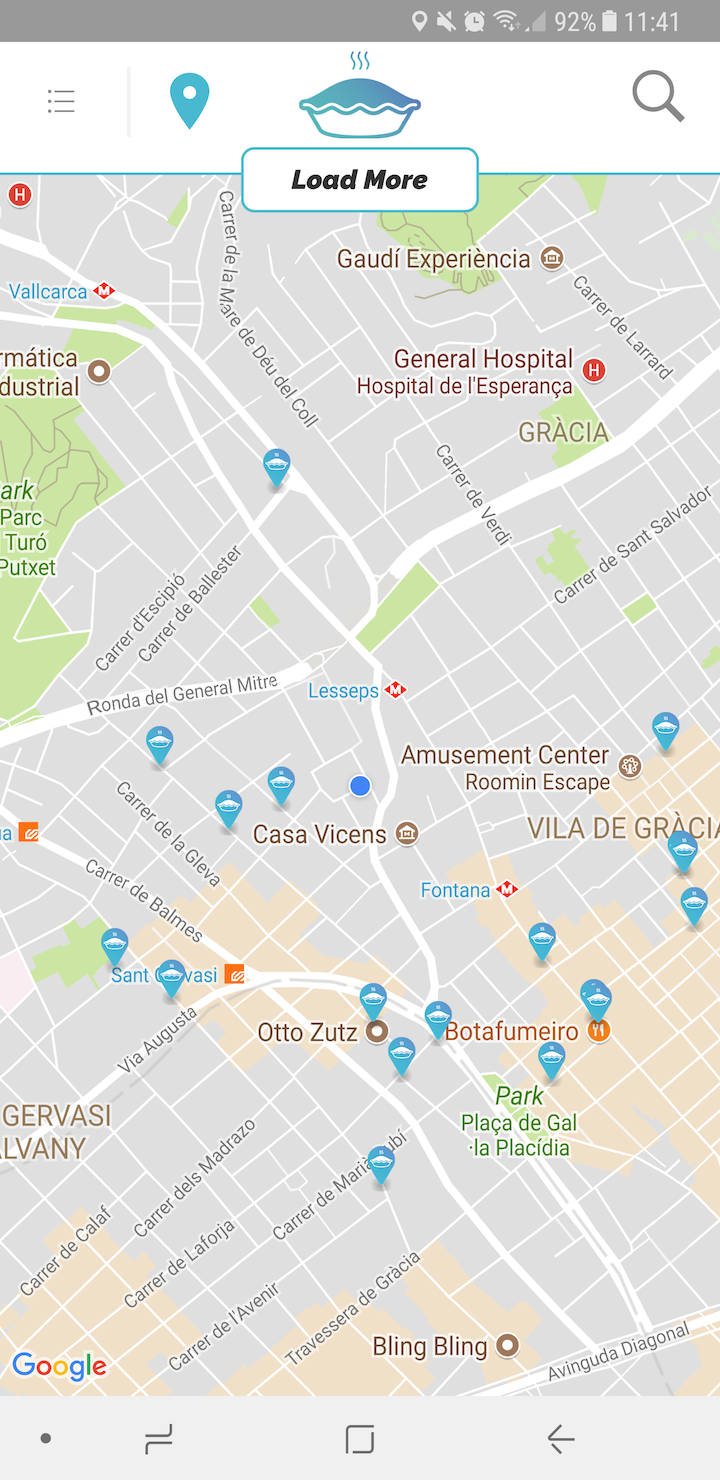 92% 11:41
Load More
H
Gaudí Experiència
Vallcarca M
Carrer de la Mare de Déu del Coll
Carrer de Larrard
rmática
dustrial
General Hospital
Hospital de l'Esperança
H
GRÀCIA
Carrer de Verdi
ark
Parc
Turó
Putxet
Carrer de Sant Salvador
Carrer d'Escipió
Carrer de Ballester
Ronda del General Mitre
Lesseps M
Amusement Center
Roomin Escape
Carrer de la Gleva
Casa Vicens
VILA DE GRÀCIA
Carrer de Balmes
Fontana M
Sant Gervasi
Via Augusta
Otto Zutz
Botafumeiro
Park
Plaça de Gal
·la Placídia
GERVASI
ALVANY
Carrer dels Madrazo
Carrer de Marià Cubí
Carrer de Calaf
Carrer de Laforja
Carrer de l'Avenir
Travessera de Gràcia
Bling Bling
Avinguda Diagonal
Google